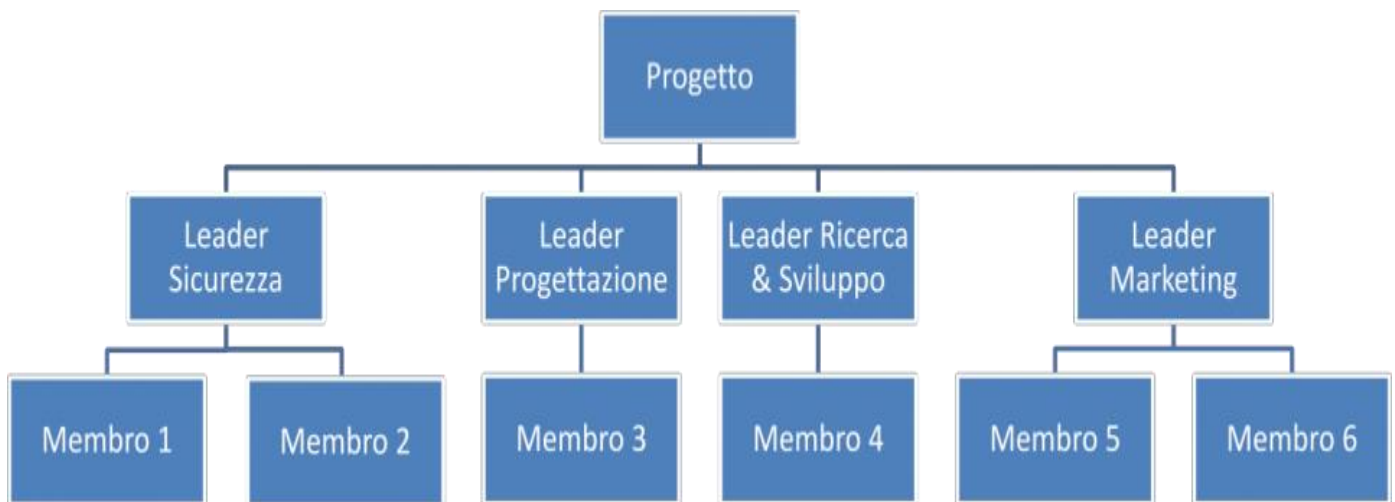 Progetto
Leader
Sicurezza
Leader
Progettazione
Leader Ricerca
& Sviluppo
Leader
Marketing
Membro 1
Membro 2
Membro 3
Membro 4
Membro 5
Membro 6